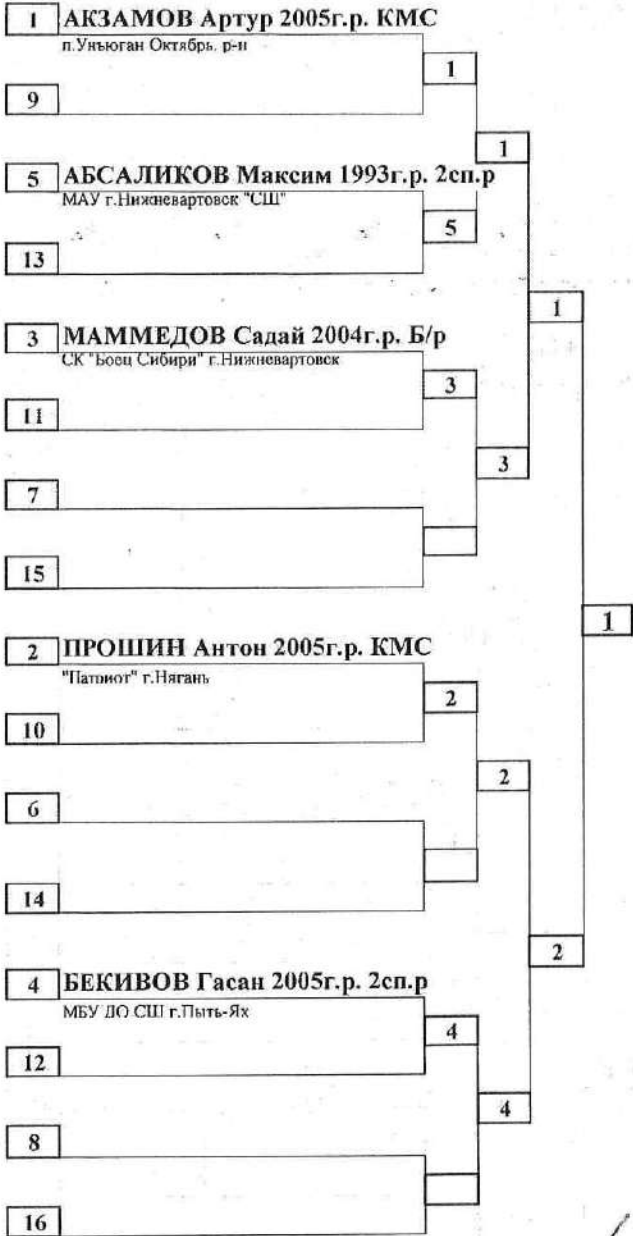 1 АКЗАМОВ Артур 2005г.р. КМС
п.Унъюган Октябрь. р-н
1
9
1
5 АБСАЛИКОВ Максим 1993г.р. 2сп.р
МАУ г.Нижневартовск "СШ"
5
13
1
3 МАММЕДОВ Садай 2004г.р. Б/р
СК "Боец Сибири" г.Нижневартовск
3
11
3
7
15
1
2 ПРОШИН Антон 2005г.р. КМС
"Патриот" г.Нягань
2
10
2
6
14
2
4 БЕКИВОВ Гасан 2005г.р. 2сп.р
МБУ ДО СШ г.Пыть-Ях
4
12
4
8
16